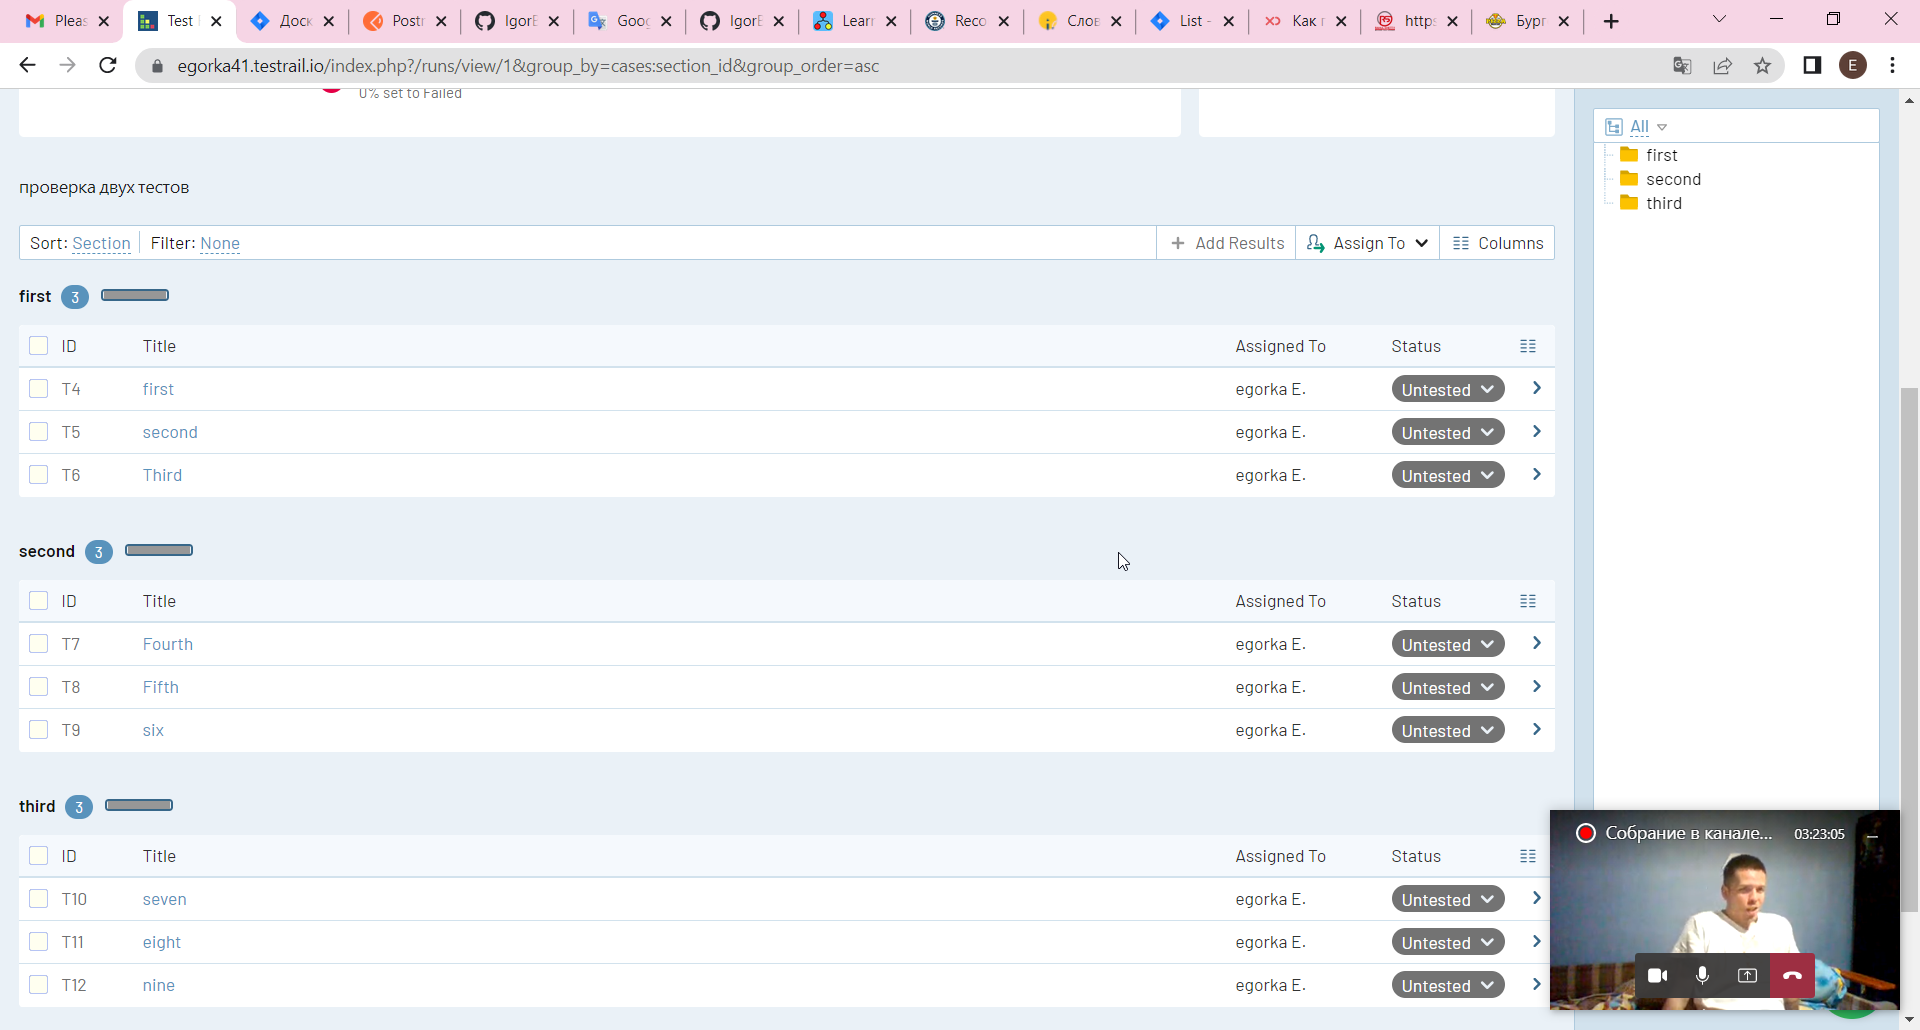 Pleas
Test
Доск
Postr
IgorE
Goog
IgorE
Learn
Reco
Слов
List -
Как г
https
Бург
egorka41.testrail.io/index.php?/runs/view/1&group_by=cases:section_id&group_order=asc
E
0% set to Failed
All
first
second
third
проверка двух тестов
Sort: Section Filter: None
Add Results Assign To Columns
first 3
ID Title Assigned To Status
T4 first egorka E. Untested
T5 second egorka E. Untested
T6 Third egorka E. Untested
second 3
ID Title Assigned To Status
T7 Fourth egorka E. Untested
T8 Fifth egorka E. Untested
T9 six egorka E. Untested
third 3
ID Title Assigned To Status
T10 seven egorka E. Untested
T11 eight egorka E. Untested
T12 nine egorka E. Untested
Собрание в канале... 03:23:05